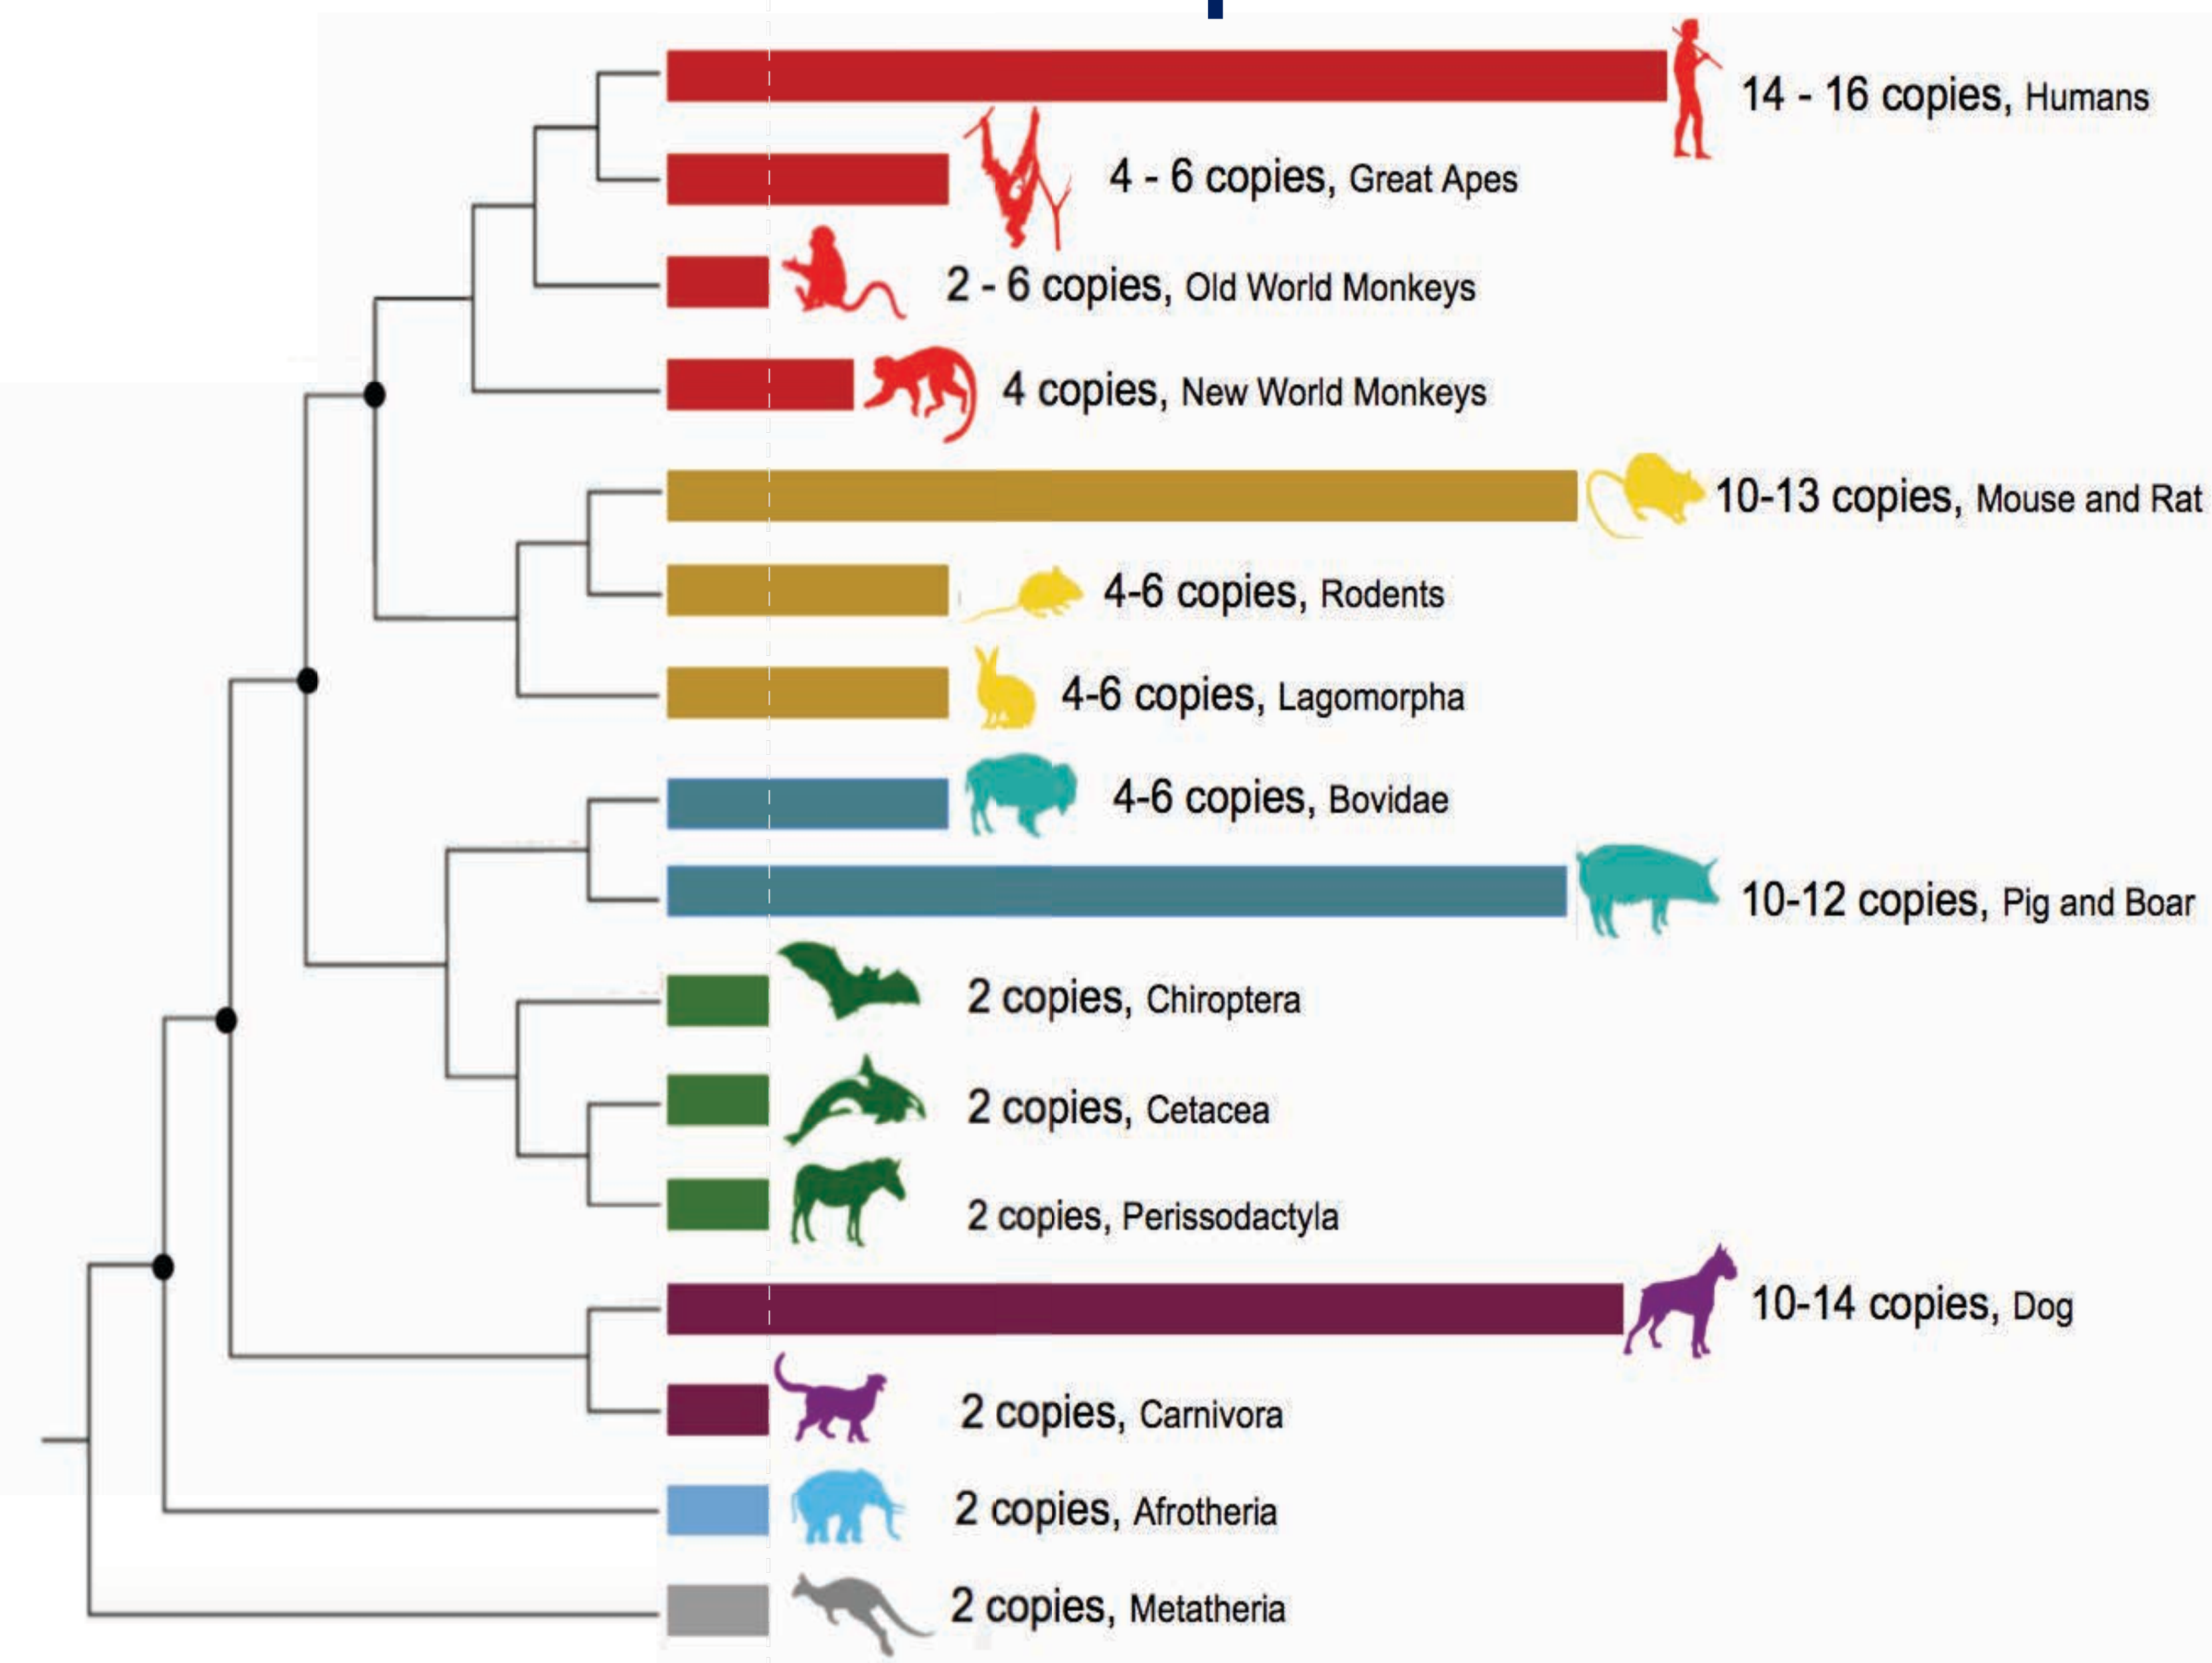 14 - 16 copies, Humans
4 - 6 copies, Great Apes
2 - 6 copies, Old World Monkeys
4 copies, New World Monkeys
10-13 copies, Mouse and Rat
4-6 copies, Rodents
4-6 copies, Lagomorpha
4-6 copies, Bovidae
10-12 copies, Pig and Boar
2 copies, Chiroptera
2 copies, Cetacea
2 copies, Perissodactyla
10-14 copies, Dog
2 copies, Carnivora
2 copies, Afrotheria
2 copies, Metatheria